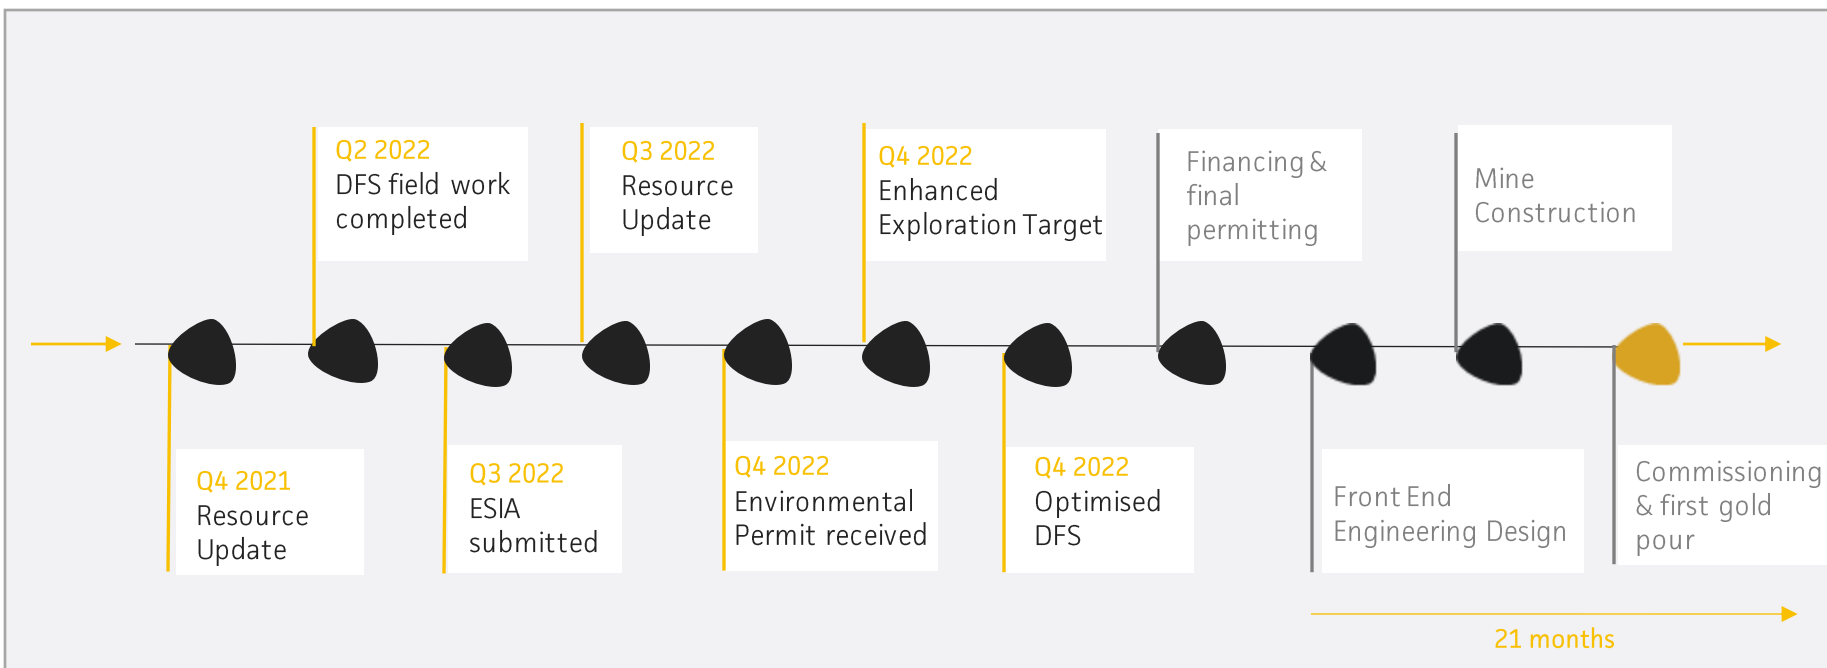 Q2 2022
DFS field work
completed
Q3 2022
Resource
Update
Q4 2022
Enhanced
Exploration Target
Financing &
final
permitting
Mine
Construction
Q4 2021
Resource
Update
Q3 2022
ESIA
submitted
Q4 2022
Environmental
Permit received
Q4 2022
Optimised
DFS
Front End
Engineering Design
Commissioning
& first gold
pour
21 months